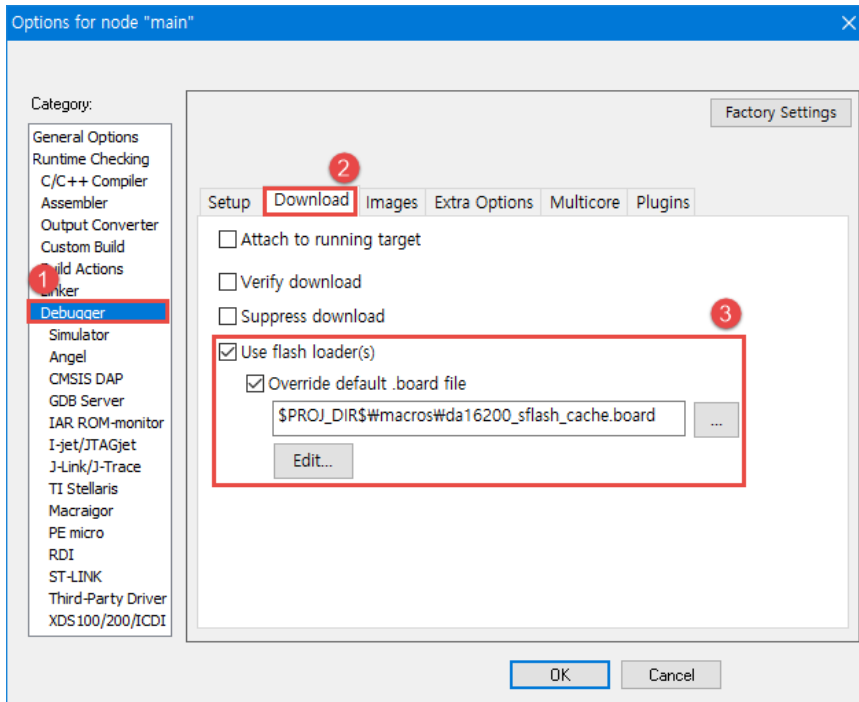 Options for node "main"
Category:
Factory Settings
General Options
Runtime Checking
C/C++ Compiler
Assembler
Output Converter
Custom Build
Build Actions
1
Linker
Debugger
Simulator
Angel
CMSIS DAP
GDB Server
IAR ROM-monitor
I-jet/JTAGjet
J-Link/J-Trace
TI Stellaris
Macraigor
PE micro
RDI
ST-LINK
Third-Party Driver
XDS100/200/ICDI
2
Setup Download Images Extra Options Multicore Plugins
Attach to running target
Verify download
Suppress download
3
Use flash loader(s)
Override default .board file
$PROJ_DIR$₩macros₩da16200_sflash_cache.board
...
Edit...
OK Cancel